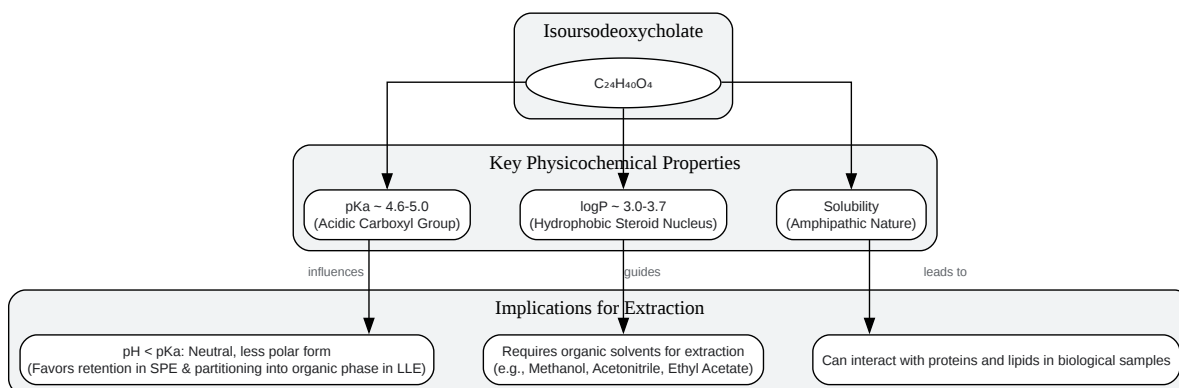 Isoursodeoxycholate
C₂₄H₄₀O₄
Key Physicochemical Properties
pKa ~ 4.6-5.0
(Acidic Carboxyl Group)
logP ~ 3.0-3.7
(Hydrophobic Steroid Nucleus)
Solubility
(Amphipathic Nature)
influences
guides
leads to
Implications for Extraction
pH < pKa: Neutral, less polar form
(Favors retention in SPE & partitioning into organic phase in LLE)
Requires organic solvents for extraction
(e.g., Methanol, Acetonitrile, Ethyl Acetate)
Can interact with proteins and lipids in biological samples